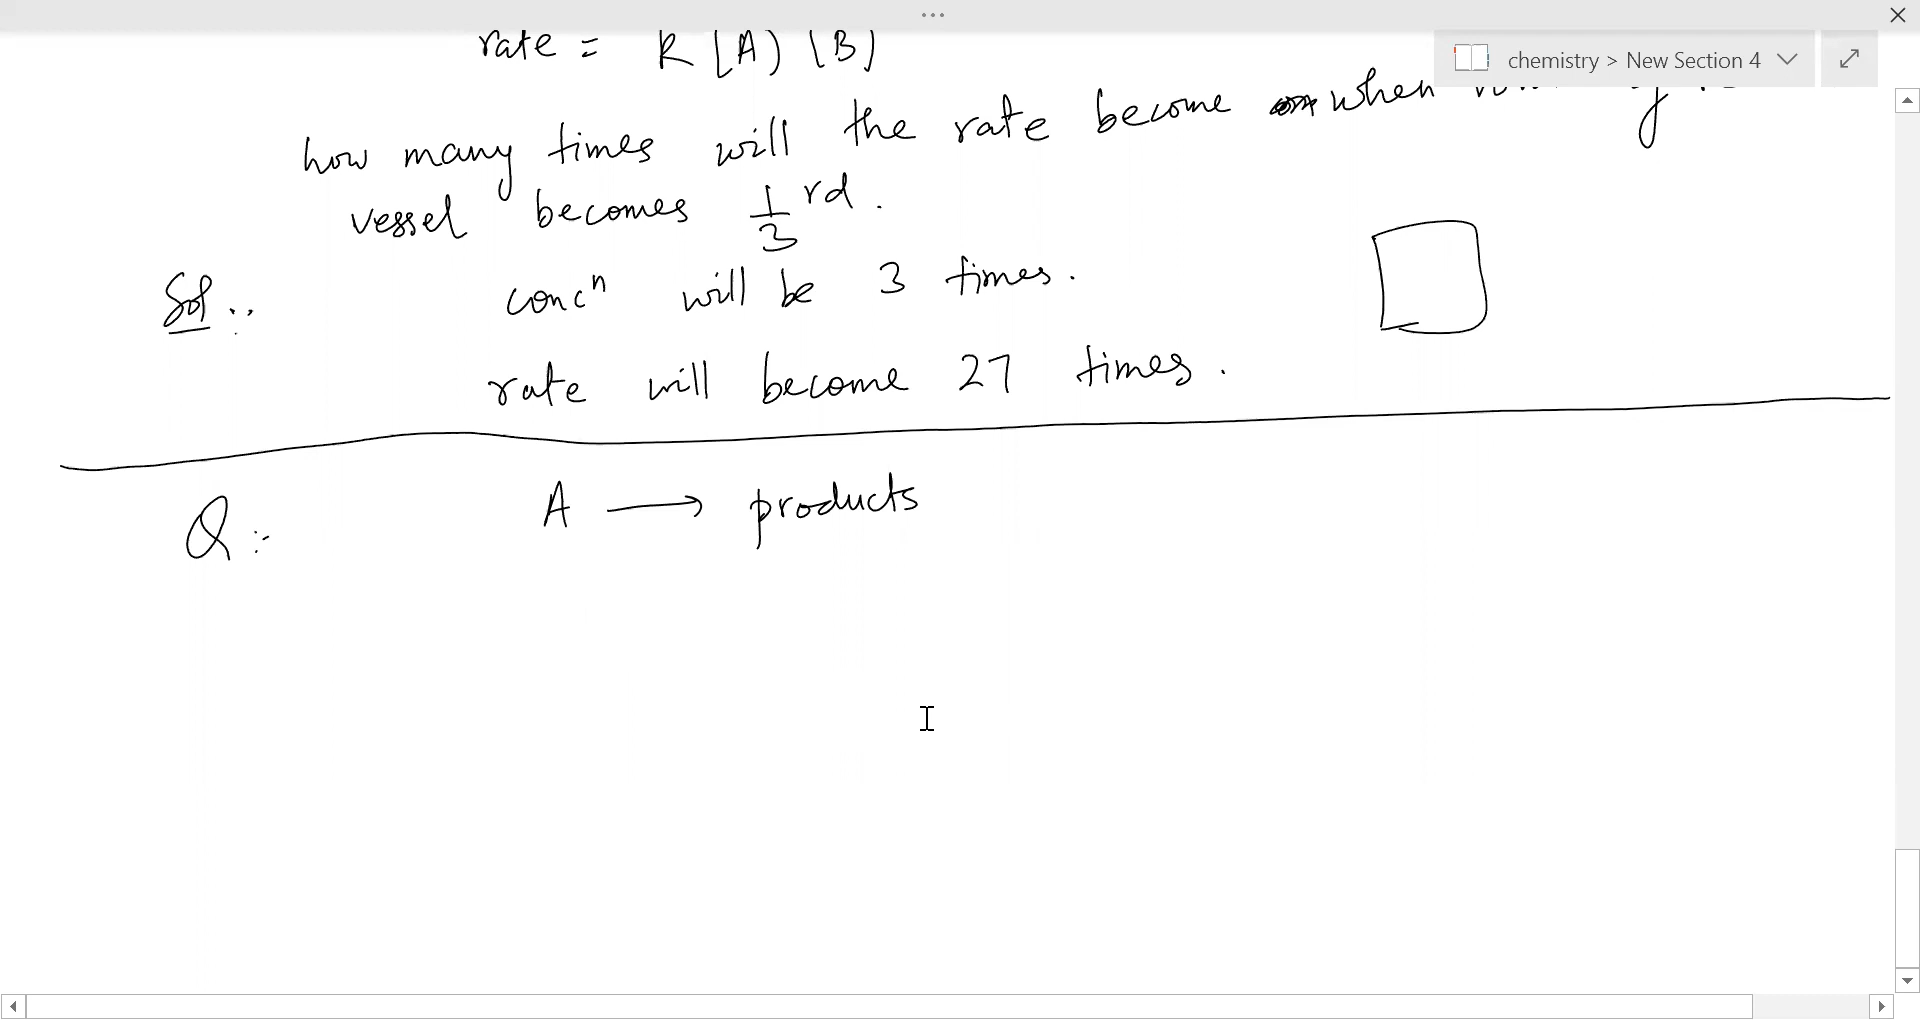 ...
rate = K [A] [B]
chemistry > New Section 4
how many times will the rate become when
vessel becomes 1/3 rd.
Sol :. concⁿ will be 3 times.
rate will become 27 times.
Q :- A → products